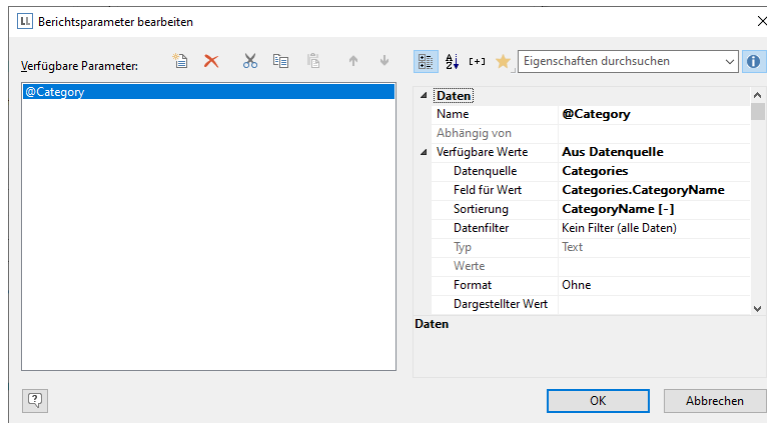 LL Berichtsparameter bearbeiten
Verfügbare Parameter:
Eigenschaften durchsuchen
@Category
Daten
Name @Category
Abhängig von
Verfügbare Werte Aus Datenquelle
Datenquelle Categories
Feld für Wert Categories.CategoryName
Sortierung CategoryName [-]
Datenfilter Kein Filter (alle Daten)
Typ Text
Werte
Format Ohne
Dargestellter Wert
Daten
OK Abbrechen